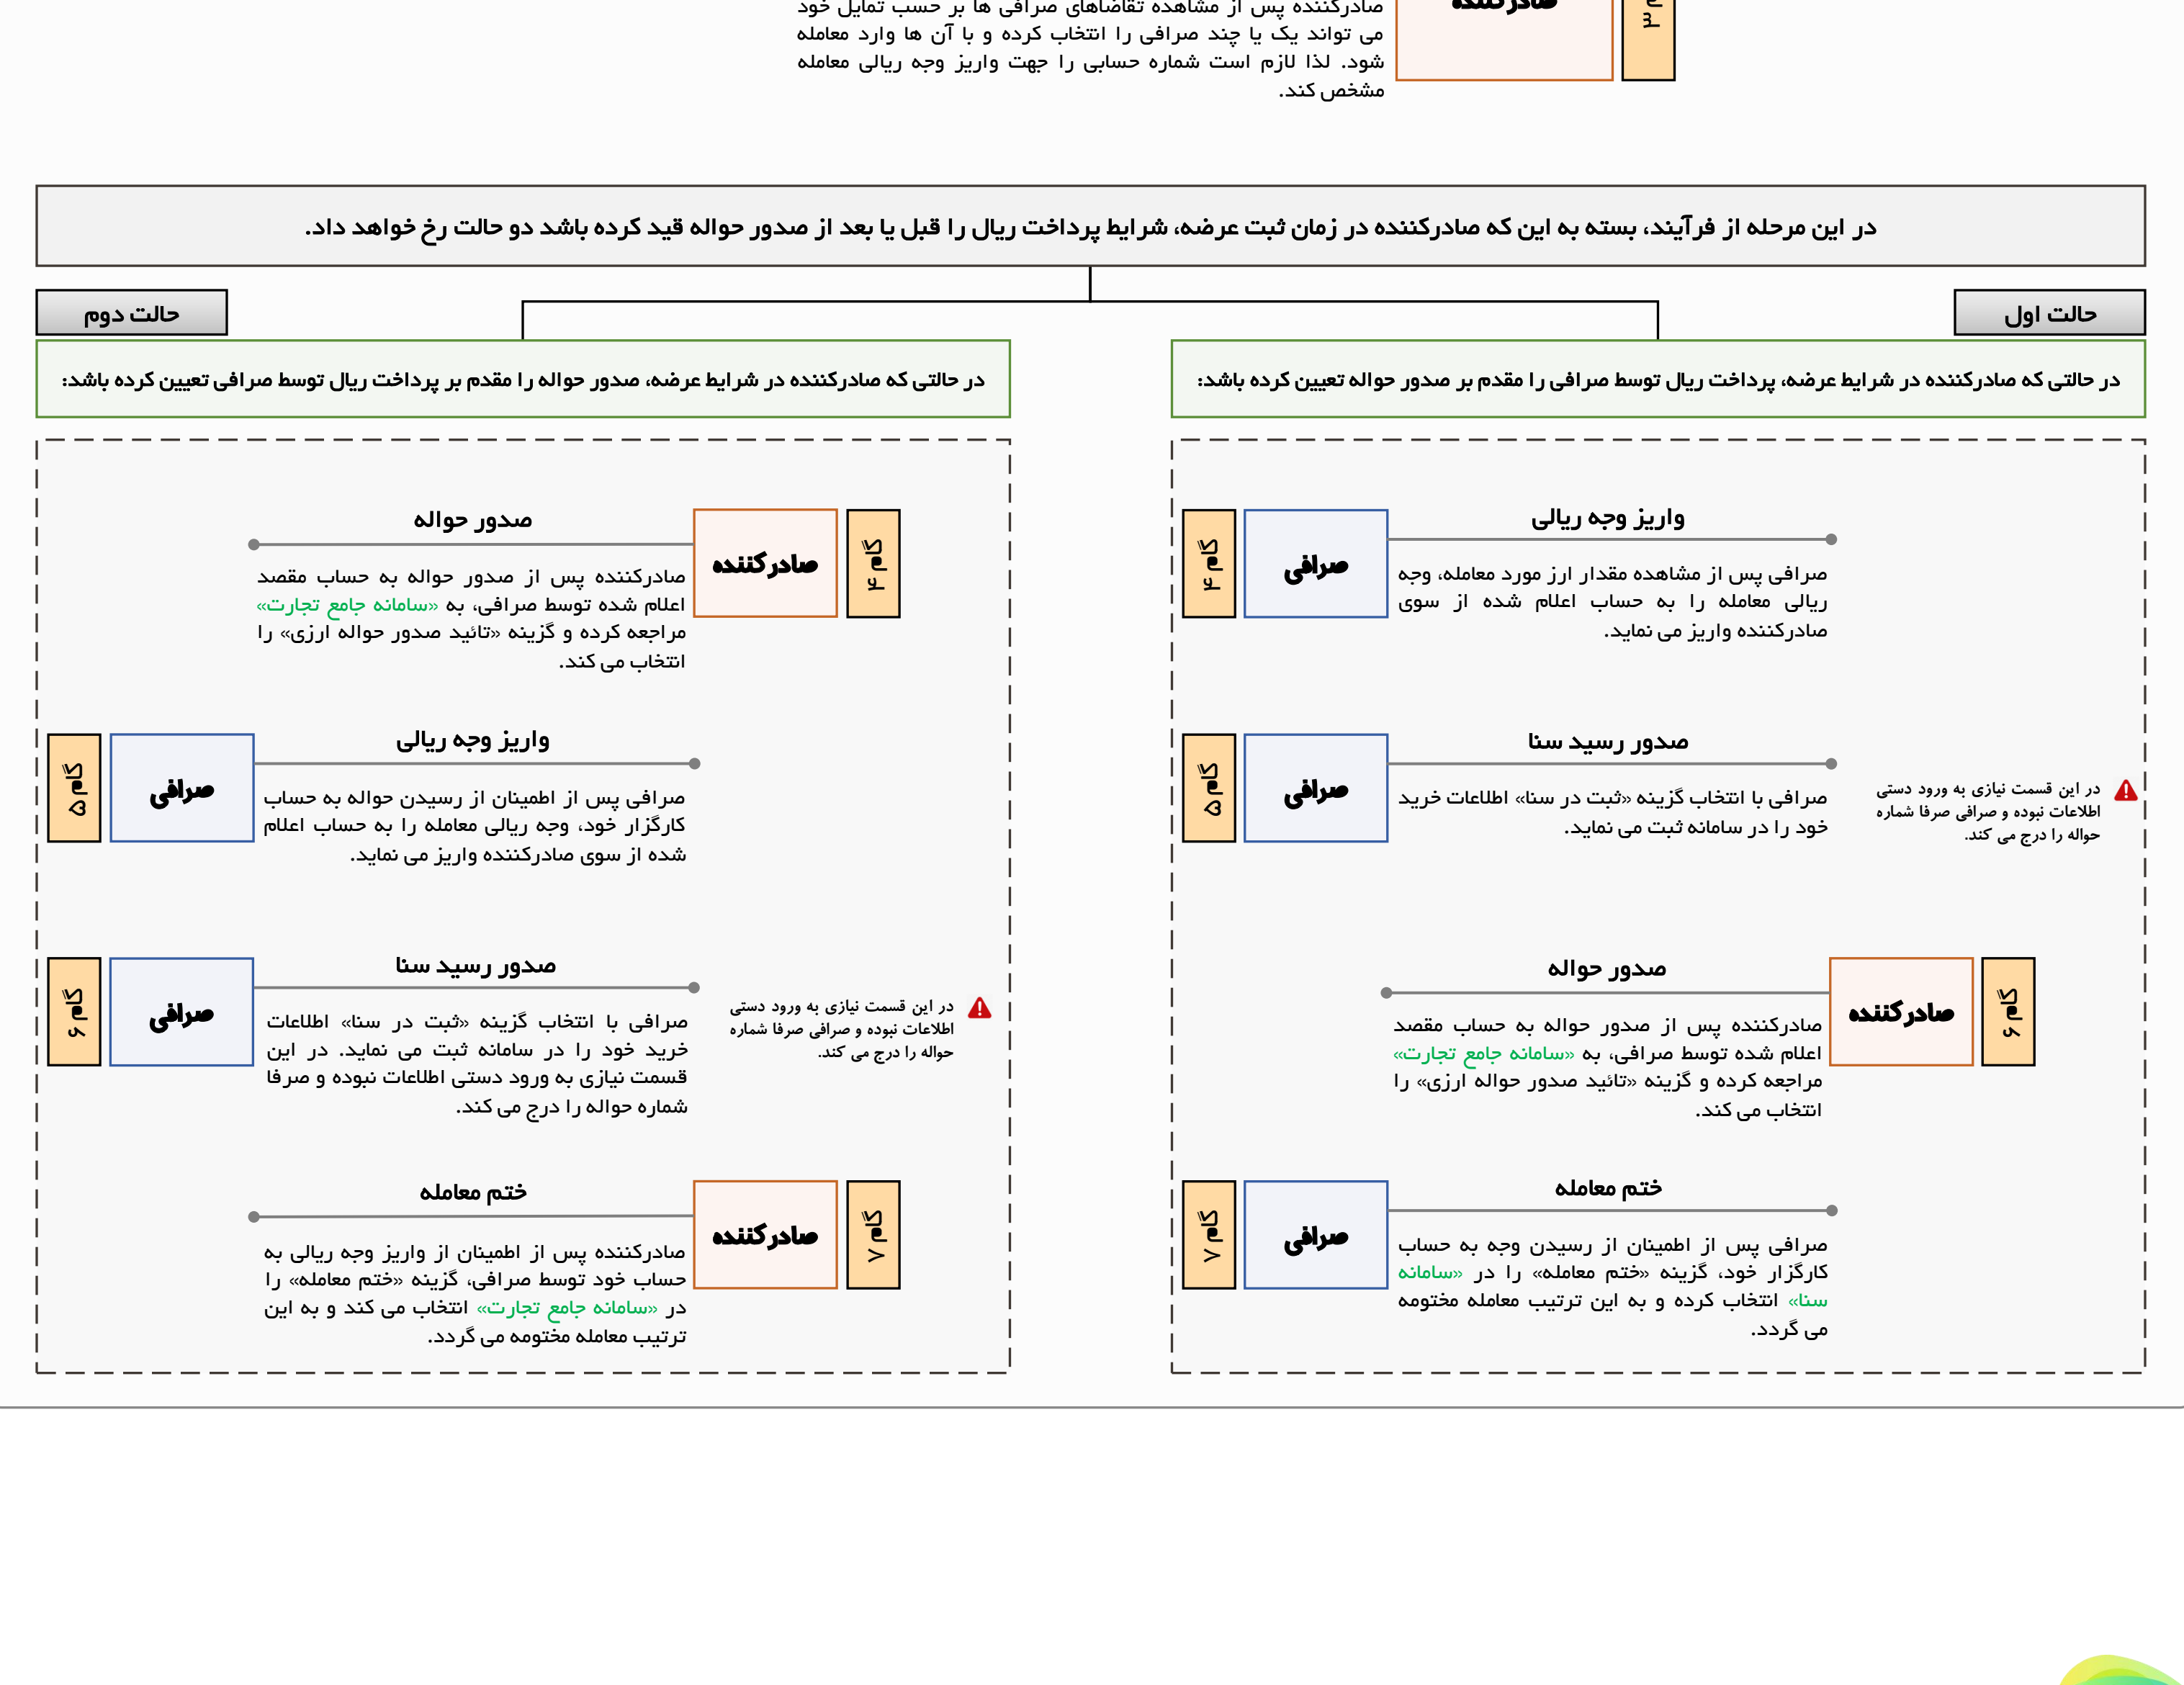 گام ۳
صادرکننده
صادرکننده پس از مشاهده تقاضاهای صرافی ها بر حسب تمایل خود
می تواند یک یا چند صرافی را انتخاب کرده و با آن ها وارد معامله
شود. لذا لازم است شماره حسابی را جهت واریز وجه ریالی معامله
مشخص کند.
در این مرحله از فرآیند، بسته به این که صادرکننده در زمان ثبت عرضه، شرایط پرداخت ریال را قبل یا بعد از صدور حواله قید کرده باشد دو حالت رخ خواهد داد.
حالت اول
در حالتی که صادرکننده در شرایط عرضه، پرداخت ریال توسط صرافی را مقدم بر صدور حواله تعیین کرده باشد:
واریز وجه ریالی
صرافی
گام ۴
صرافی پس از مشاهده مقدار ارز مورد معامله، وجه
ریالی معامله را به حساب اعلام شده از سوی
صادرکننده واریز می نماید.
صدور رسید سنا
صرافی
گام ۵
صرافی با انتخاب گزینه «ثبت در سنا» اطلاعات خرید
خود را در سامانه ثبت می نماید.
در این قسمت نیازی به ورود دستی
اطلاعات نبوده و صرافی صرفا شماره
حواله را درج می کند.
گام ۶
صادرکننده
صدور حواله
صادرکننده پس از صدور حواله به حساب مقصد
اعلام شده توسط صرافی، به «سامانه جامع تجارت»
مراجعه کرده و گزینه «تائید صدور حواله ارزی» را
انتخاب می کند.
ختم معامله
صرافی
گام ۷
صرافی پس از اطمینان از رسیدن وجه به حساب
کارگزار خود، گزینه «ختم معامله» را در «سامانه
سنا» انتخاب کرده و به این ترتیب معامله مختومه
می گردد.
حالت دوم
در حالتی که صادرکننده در شرایط عرضه، صدور حواله را مقدم بر پرداخت ریال توسط صرافی تعیین کرده باشد:
گام ۴
صادرکننده
صدور حواله
صادرکننده پس از صدور حواله به حساب مقصد
اعلام شده توسط صرافی، به «سامانه جامع تجارت»
مراجعه کرده و گزینه «تائید صدور حواله ارزی» را
انتخاب می کند.
واریز وجه ریالی
صرافی
گام ۵
صرافی پس از اطمینان از رسیدن حواله به حساب
کارگزار خود، وجه ریالی معامله را به حساب اعلام
شده از سوی صادرکننده واریز می نماید.
صدور رسید سنا
صرافی
گام ۶
صرافی با انتخاب گزینه «ثبت در سنا» اطلاعات
خرید خود را در سامانه ثبت می نماید. در این
قسمت نیازی به ورود دستی اطلاعات نبوده و صرفا
شماره حواله را درج می کند.
در این قسمت نیازی به ورود دستی
اطلاعات نبوده و صرافی صرفا شماره
حواله را درج می کند.
گام ۷
صادرکننده
ختم معامله
صادرکننده پس از اطمینان از واریز وجه ریالی به
حساب خود توسط صرافی، گزینه «ختم معامله» را
در «سامانه جامع تجارت» انتخاب می کند و به این
ترتیب معامله مختومه می گردد.